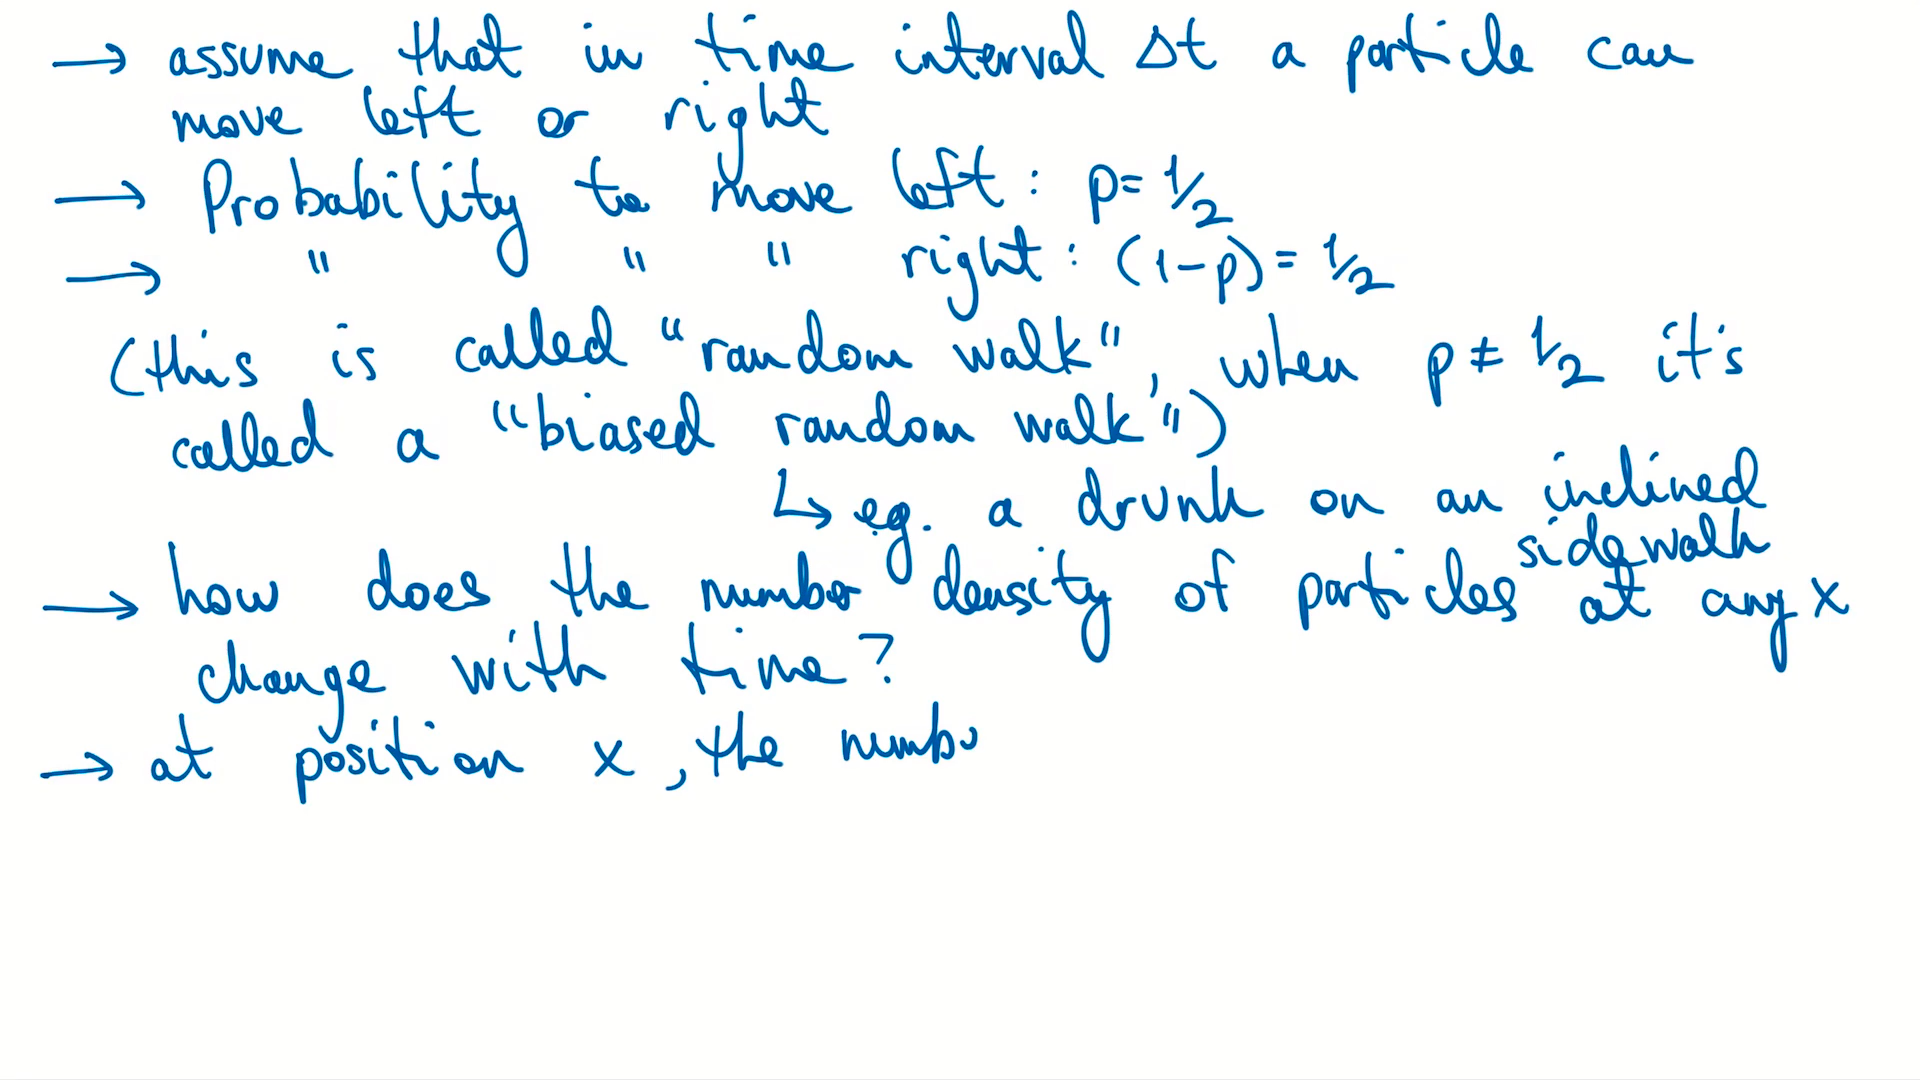 → assume that in time interval Δt a particle can
move left or right
→ Probability to move left: p = 1/2
→ " " " right: (1-p) = 1/2
(this is called "random walk", when p ≠ 1/2 it's
called a "biased random walk")
↳ eg. a drunk on an inclined
sidewalk
→ how does the number density of particles at any x
change with time?
→ at position x, the numbe